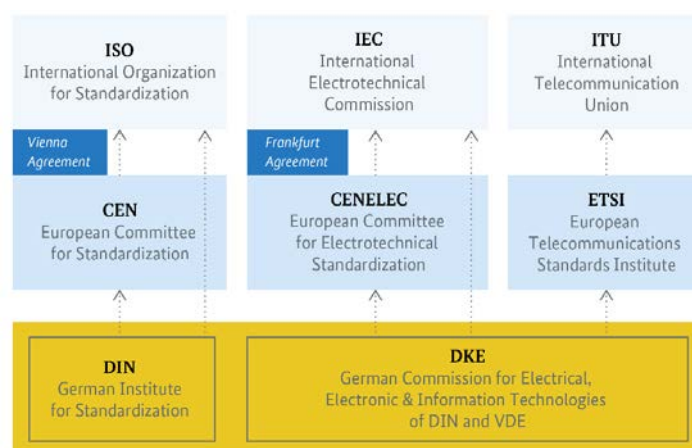 ISO
International Organization
for Standardization
IEC
International
Electrotechnical
Commission
ITU
International
Telecommunication
Union
Vienna
Agreement
Frankfurt
Agreement
CEN
European Committee
for Standardization
CENELEC
European Committee
for Electrotechnical
Standardization
ETSI
European
Telecommunications
Standards Institute
DIN
German Institute
for Standardization
DKE
German Commission for Electrical,
Electronic & Information Technologies
of DIN and VDE